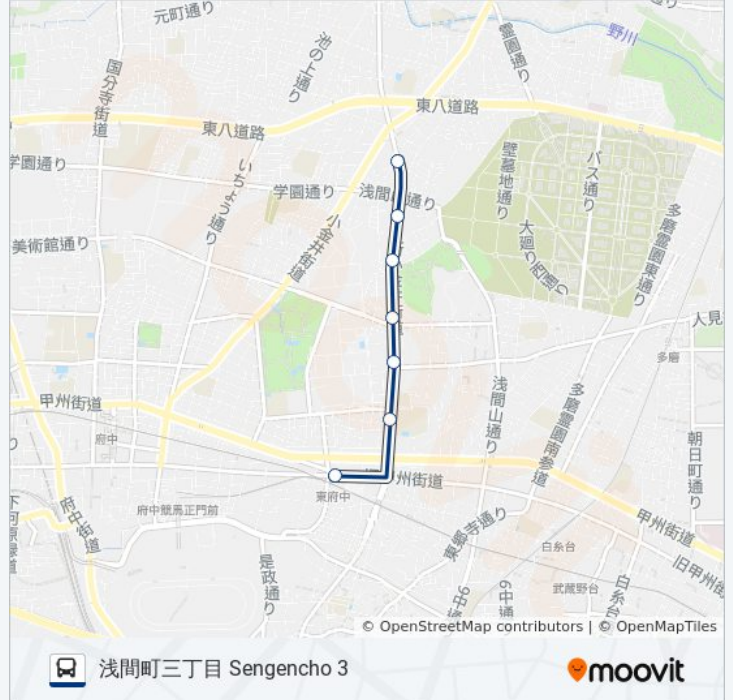 元町通り
池の上通り
霊園通り
野川
国分寺街道
東八道路
東八道路
学園通り
いちょう通り
壁墓地通り
バス通り
学園通り
浅間
通り
小金井街道
美術館通り
大廻り西廻り
多磨霊園東通り
人見
多磨
甲州街道
浅間山通り
多磨霊園南参道
府中
朝日町通り
州街道
東府中
府中街道
府中競馬正門前
甲州街道
東郷寺通り
是政通り
白糸台
旧甲州街
武蔵野台
白糸台
© OpenStreetMap contributors | © OpenMapTiles
浅間町三丁目 Sengencho 3
moovit